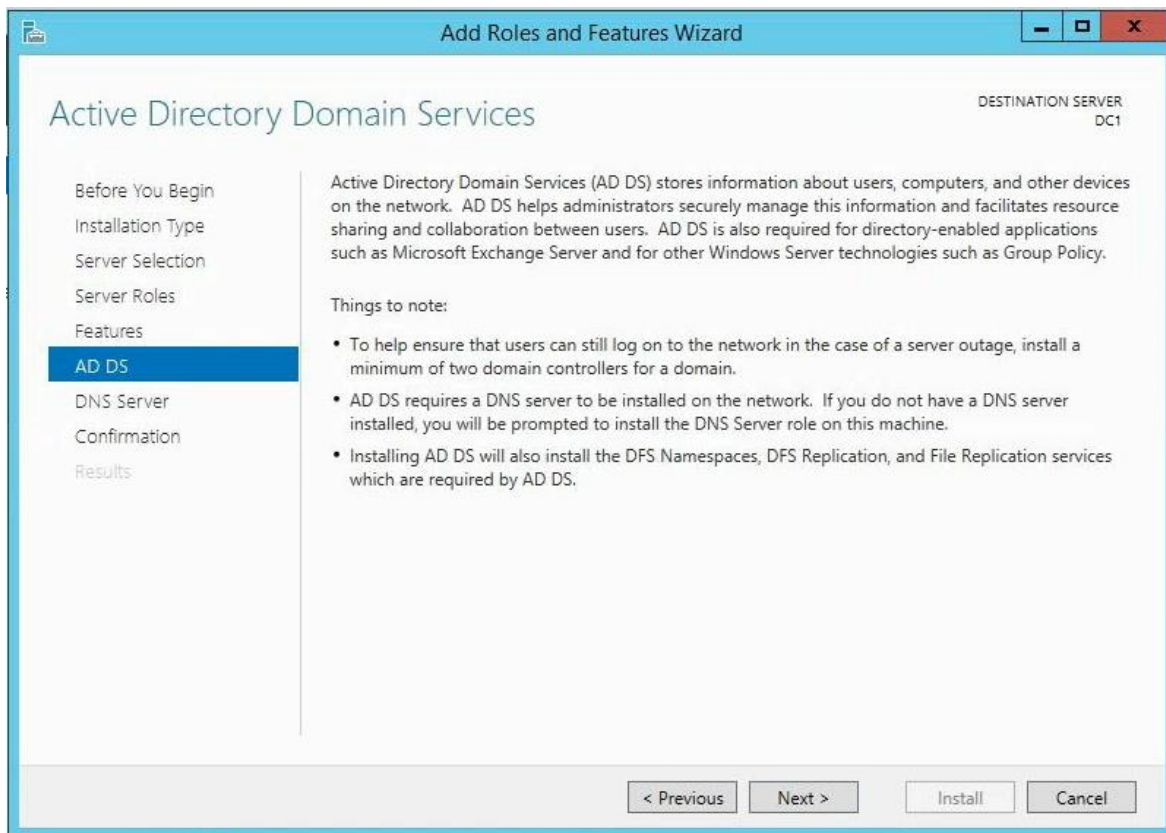 Add Roles and Features Wizard
Active Directory Domain Services
DESTINATION SERVER
DC1
Before You Begin
Installation Type
Server Selection
Server Roles
Features
AD DS
DNS Server
Confirmation
Results
Active Directory Domain Services (AD DS) stores information about users, computers, and other devices
on the network.  AD DS helps administrators securely manage this information and facilitates resource
sharing and collaboration between users.  AD DS is also required for directory-enabled applications
such as Microsoft Exchange Server and for other Windows Server technologies such as Group Policy.
Things to note:
• To help ensure that users can still log on to the network in the case of a server outage, install a
minimum of two domain controllers for a domain.
• AD DS requires a DNS server to be installed on the network.  If you do not have a DNS server
installed, you will be prompted to install the DNS Server role on this machine.
• Installing AD DS will also install the DFS Namespaces, DFS Replication, and File Replication services
which are required by AD DS.
< Previous
Next >
Install
Cancel